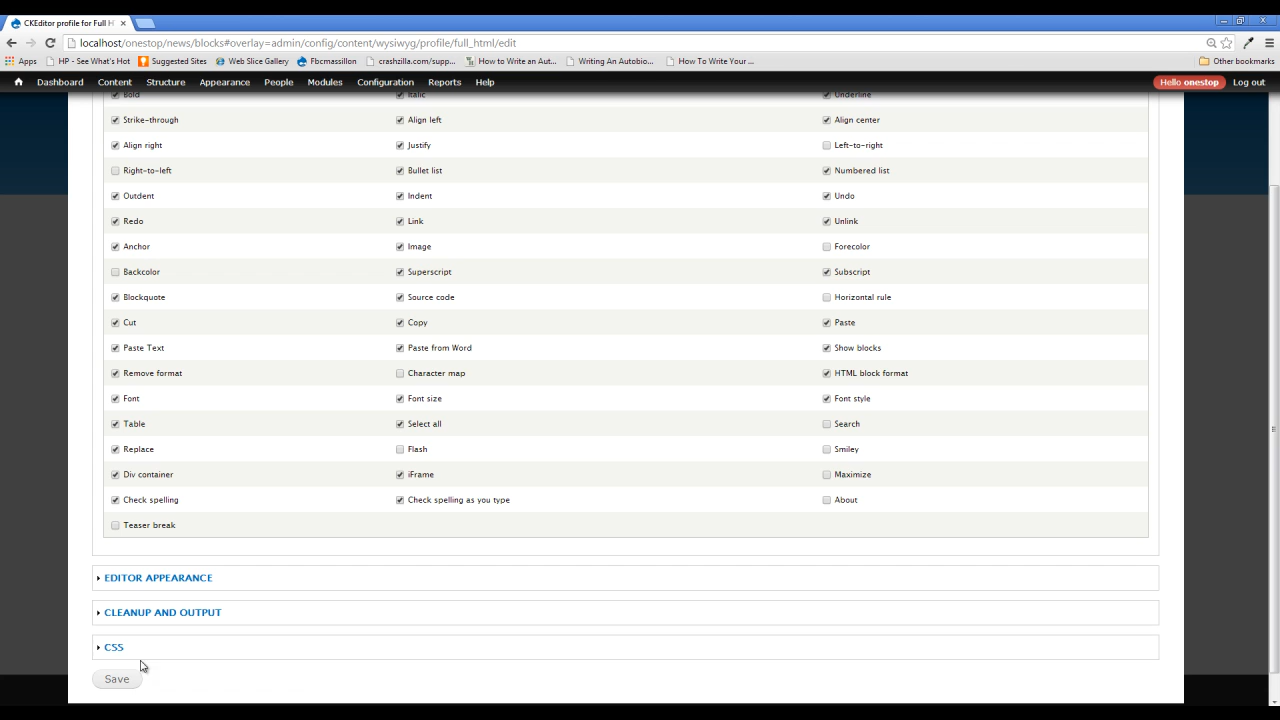 CKEditor profile for Full H
localhost/onestop/news/blocks#overlay=admin/config/content/wysiwyg/profile/full_html/edit
Apps HP - See What's Hot Suggested Sites Web Slice Gallery Fbcmassillon crashzilla.com/supp... How to Write an Aut... Writing An Autobio... How To Write Your ... Other bookmarks
Dashboard Content Structure Appearance People Modules Configuration Reports Help Hello onestop Log out
Bold Italic Underline
Strike-through Align left Align center
Align right Justify Left-to-right
Right-to-left Bullet list Numbered list
Outdent Indent Undo
Redo Link Unlink
Anchor Image Forecolor
Backcolor Superscript Subscript
Blockquote Source code Horizontal rule
Cut Copy Paste
Paste Text Paste from Word Show blocks
Remove format Character map HTML block format
Font Font size Font style
Table Select all Search
Replace Flash Smiley
Div container iFrame Maximize
Check spelling Check spelling as you type About
Teaser break
EDITOR APPEARANCE
CLEANUP AND OUTPUT
CSS
Save